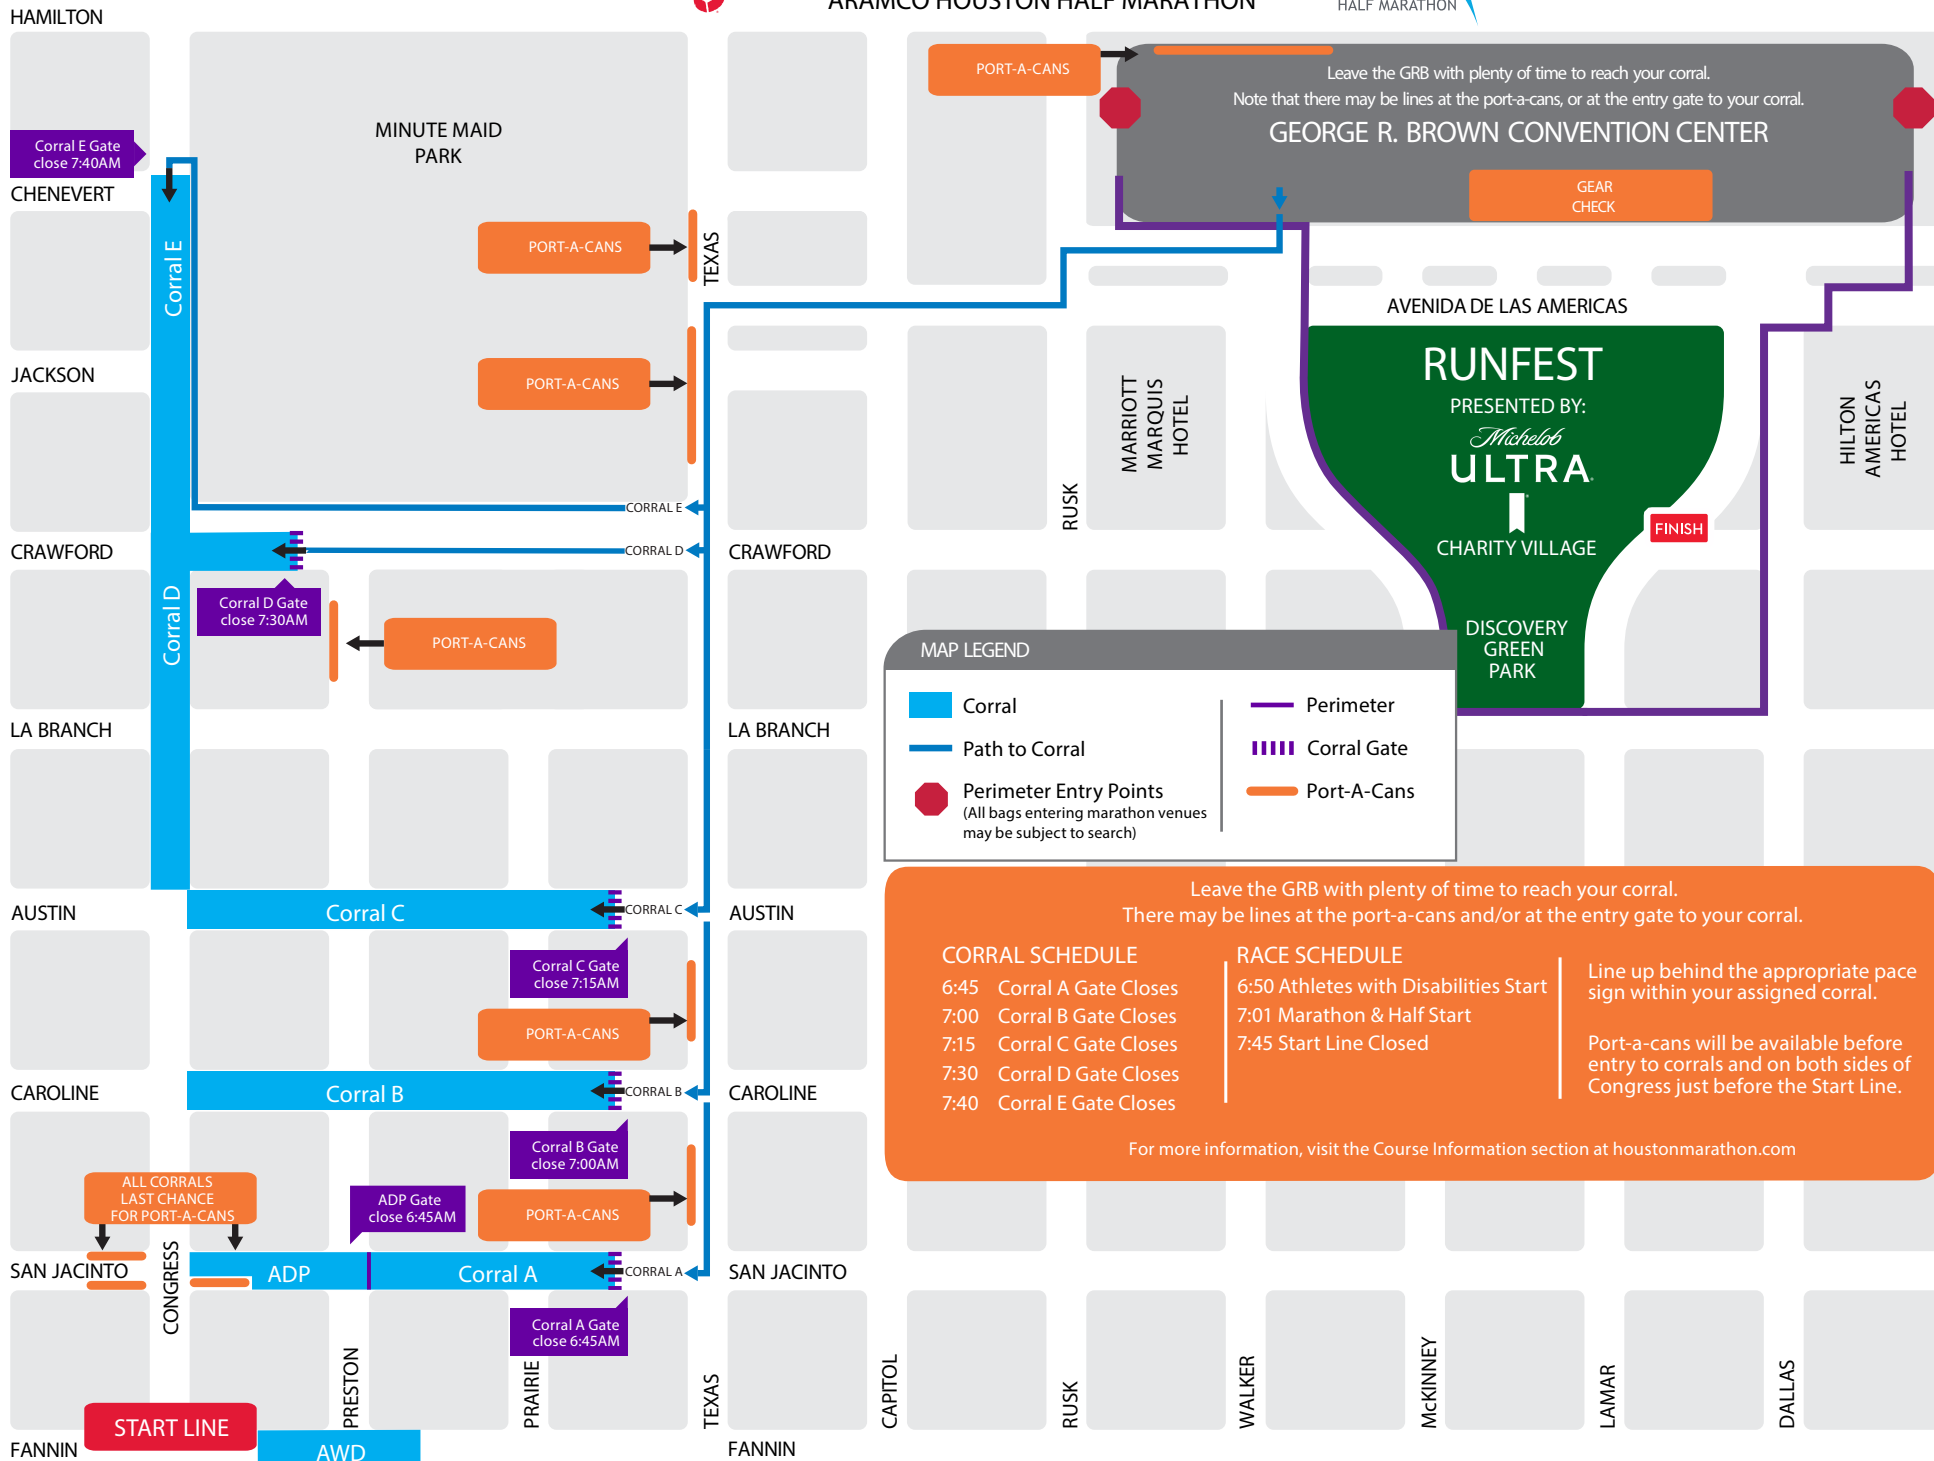 ARAMCO HOUSTON HALF MARATHON
HALF MARATHON
HAMILTON
PORT-A-CANS
Leave the GRB with plenty of time to reach your corral.
Note that there may be lines at the port-a-cans, or at the entry gate to your corral.
GEORGE R. BROWN CONVENTION CENTER
GEAR
CHECK
MINUTE MAID
PARK
Corral E Gate
close 7:40AM
CHENEVERT
Corral E
PORT-A-CANS
TEXAS
AVENIDA DE LAS AMERICAS
JACKSON
PORT-A-CANS
MARRIOTT
MARQUIS
HOTEL
RUNFEST
PRESENTED BY:
Michelob
ULTRA
CHARITY VILLAGE
FINISH
HILTON
AMERICAS
HOTEL
RUSK
CORRAL E
CRAWFORD
CORRAL D
CRAWFORD
Corral D
Corral D Gate
close 7:30AM
PORT-A-CANS
DISCOVERY
GREEN
PARK
MAP LEGEND
Corral
Path to Corral
Perimeter Entry Points
(All bags entering marathon venues
may be subject to search)
Perimeter
Corral Gate
Port-A-Cans
LA BRANCH
LA BRANCH
AUSTIN
Corral C
CORRAL C
AUSTIN
Corral C Gate
close 7:15AM
PORT-A-CANS
Leave the GRB with plenty of time to reach your corral.
There may be lines at the port-a-cans and/or at the entry gate to your corral.
CORRAL SCHEDULE
6:45 Corral A Gate Closes
7:00 Corral B Gate Closes
7:15 Corral C Gate Closes
7:30 Corral D Gate Closes
7:40 Corral E Gate Closes
RACE SCHEDULE
6:50 Athletes with Disabilities Start
7:01 Marathon & Half Start
7:45 Start Line Closed
Line up behind the appropriate pace
sign within your assigned corral.
Port-a-cans will be available before
entry to corrals and on both sides of
Congress just before the Start Line.
For more information, visit the Course Information section at houstonmarathon.com
CAROLINE
Corral B
CORRAL B
CAROLINE
Corral B Gate
close 7:00AM
ALL CORRALS
LAST CHANCE
FOR PORT-A-CANS
ADP Gate
close 6:45AM
PORT-A-CANS
SAN JACINTO
CONGRESS
ADP
Corral A
CORRAL A
SAN JACINTO
Corral A Gate
close 6:45AM
PRESTON
PRAIRIE
TEXAS
CAPITOL
RUSK
WALKER
McKINNEY
LAMAR
DALLAS
START LINE
FANNIN
AWD
FANNIN